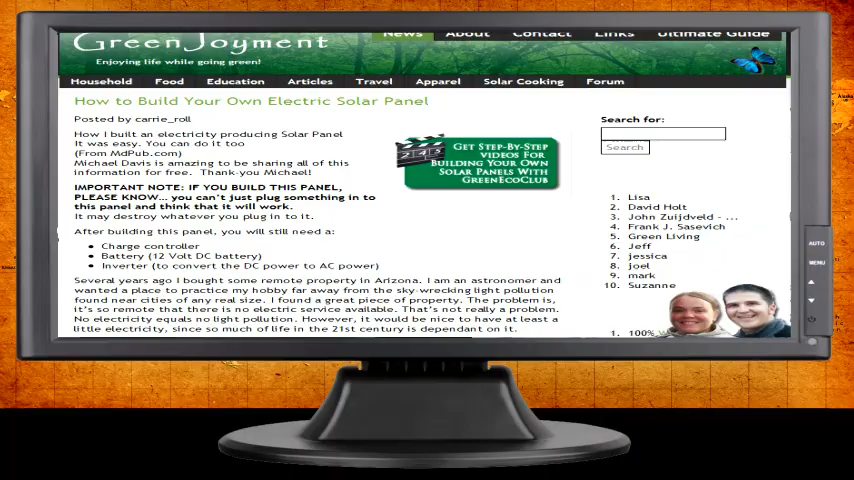 GreenJoyment
Enjoying life while going green!
News About Contact Links Ultimate Guide
Household Food Education Articles Travel Apparel Solar Cooking Forum
How to Build Your Own Electric Solar Panel
Posted by carrie_roll
How I built an electricity producing Solar Panel
It was easy. You can do it too
(From MdPub.com)
Michael Davis is amazing to be sharing all of this
information for free. Thank-you Michael!
IMPORTANT NOTE: IF YOU BUILD THIS PANEL,
PLEASE KNOW... you can't just plug something in to
this panel and think that it will work.
It may destroy whatever you plug in to it.
After building this panel, you will still need a:
Charge controller
Battery (12 Volt DC battery)
Inverter (to convert the DC power to AC power)
Several years ago I bought some remote property in Arizona. I am an astronomer and
wanted a place to practice my hobby far away from the sky-wrecking light pollution
found near cities of any real size. I found a great piece of property. The problem is,
it's so remote that there is no electric service available. That's not really a problem.
No electricity equals no light pollution. However, it would be nice to have at least a
little electricity, since so much of life in the 21st century is dependant on it.
Get Step-By-Step
videos For
Building Your Own
Solar Panels With
GreenEcoClub
Search for:
Search
1. Lisa
2. David Holt
3. John Zuijdveld - ...
4. Frank J. Sasevich
5. Green Living
6. Jeff
7. jessica
8. joel
9. mark
10. Suzanne
1. 100%
AUTO
MENU